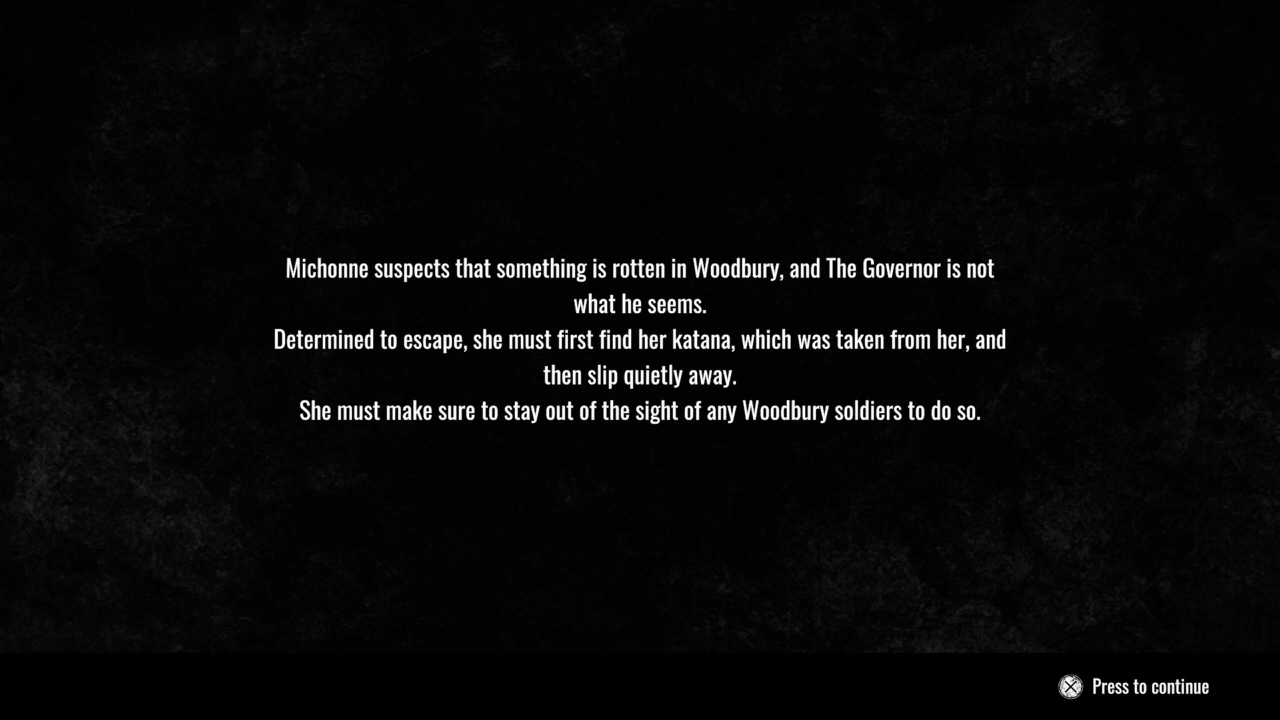 Michonne suspects that something is rotten in Woodbury, and The Governor is not
what he seems.
Determined to escape, she must first find her katana, which was taken from her, and
then slip quietly away.
She must make sure to stay out of the sight of any Woodbury soldiers to do so.
Press to continue